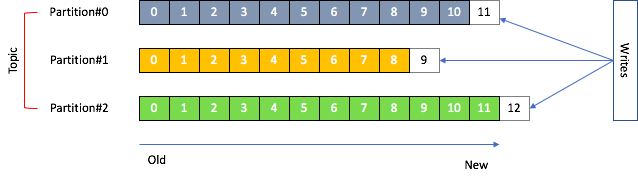 Topic
Partition#0 0 1 2 3 4 5 6 7 8 9 10 11
Partition#1 0 1 2 3 4 5 6 7 8 9
Partition#2 0 1 2 3 4 5 6 7 8 9 10 11 12
Writes
Old New